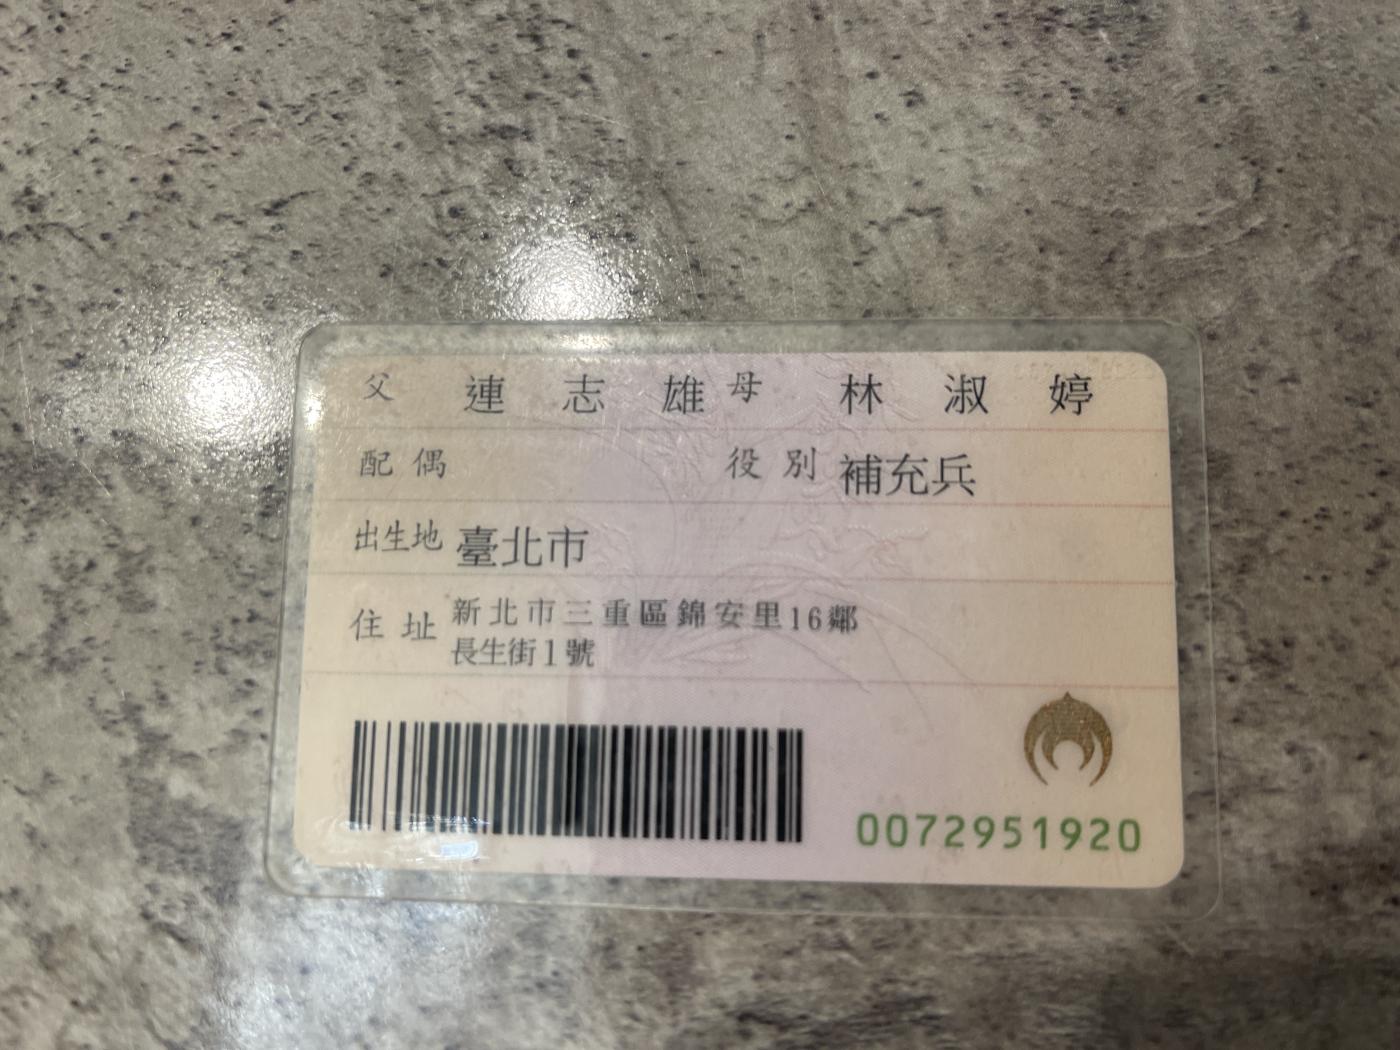 父 連志雄 母 林淑婷
配偶 役別 補充兵
出生地 臺北市
住址 新北市三重區錦安里16鄰
長生街1號
0072951920